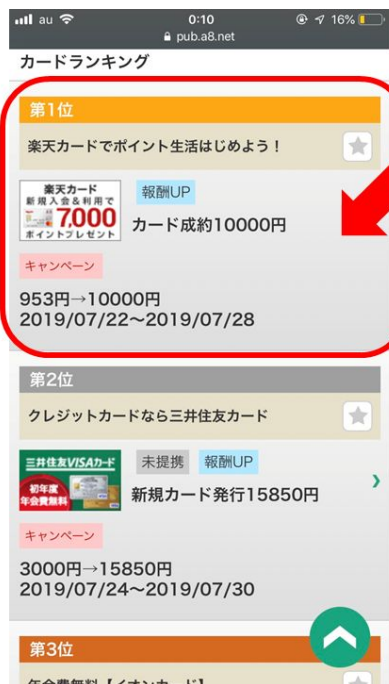 au 0:10 16%
pub.a8.net
カードランキング
第1位
楽天カードでポイント生活はじめよう！
楽天カード
新規入会&利用で
7,000
ポイントプレゼント
報酬UP
カード成約10000円
キャンペーン
953円→10000円
2019/07/22〜2019/07/28
第2位
クレジットカードなら三井住友カード
三井住友VISAカード
初年度
年会費無料
未提携 報酬UP
新規カード発行15850円
キャンペーン
3000円→15850円
2019/07/24〜2019/07/30
第3位
年会費無料【イオンカード】